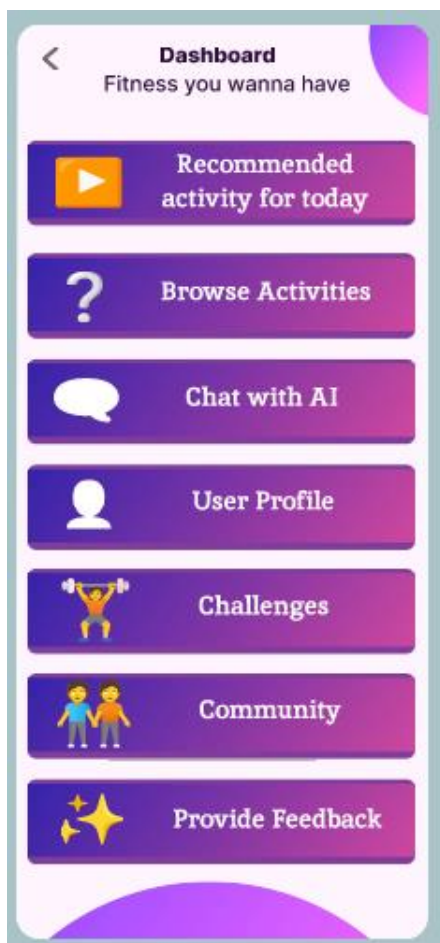 Dashboard
Fitness you wanna have
Recommended
activity for today
Browse Activities
Chat with AI
User Profile
Challenges
Community
Provide Feedback